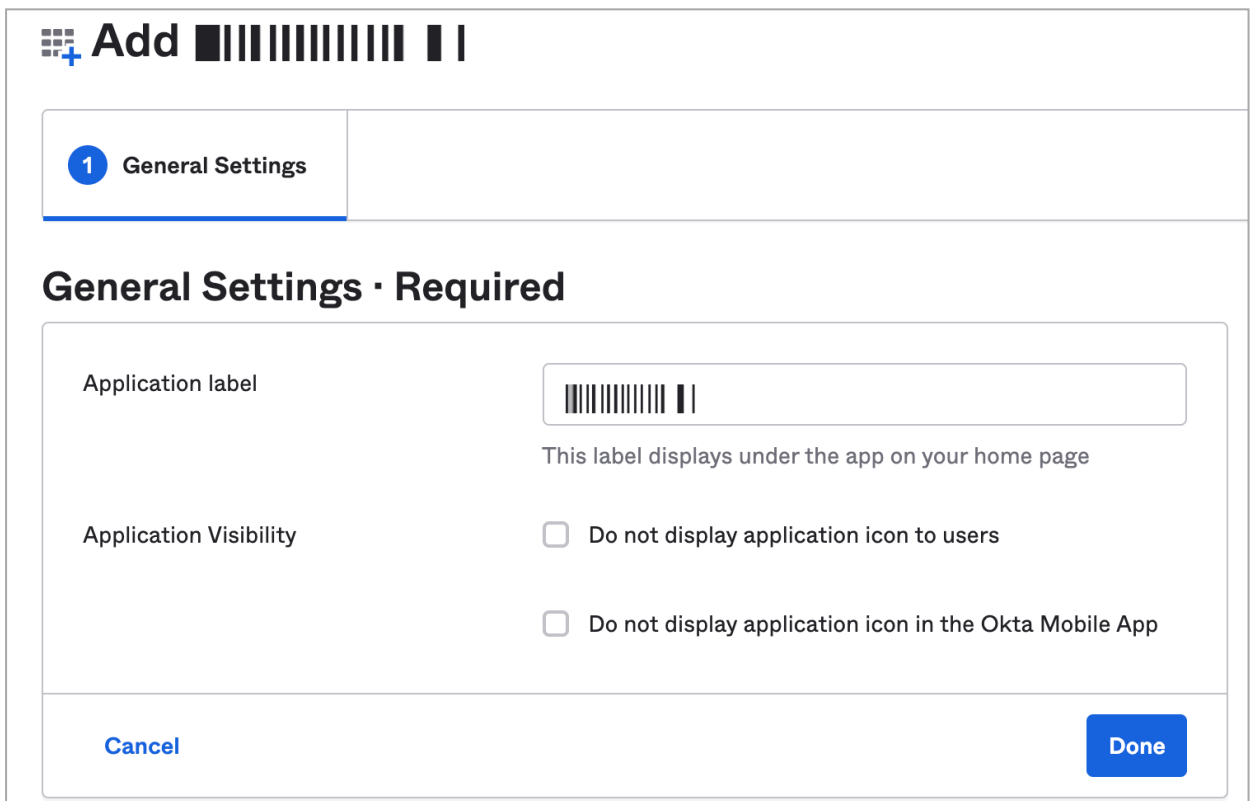 Add
1 General Settings
General Settings · Required
Application label
This label displays under the app on your home page
Application Visibility
Do not display application icon to users
Do not display application icon in the Okta Mobile App
Cancel
Done